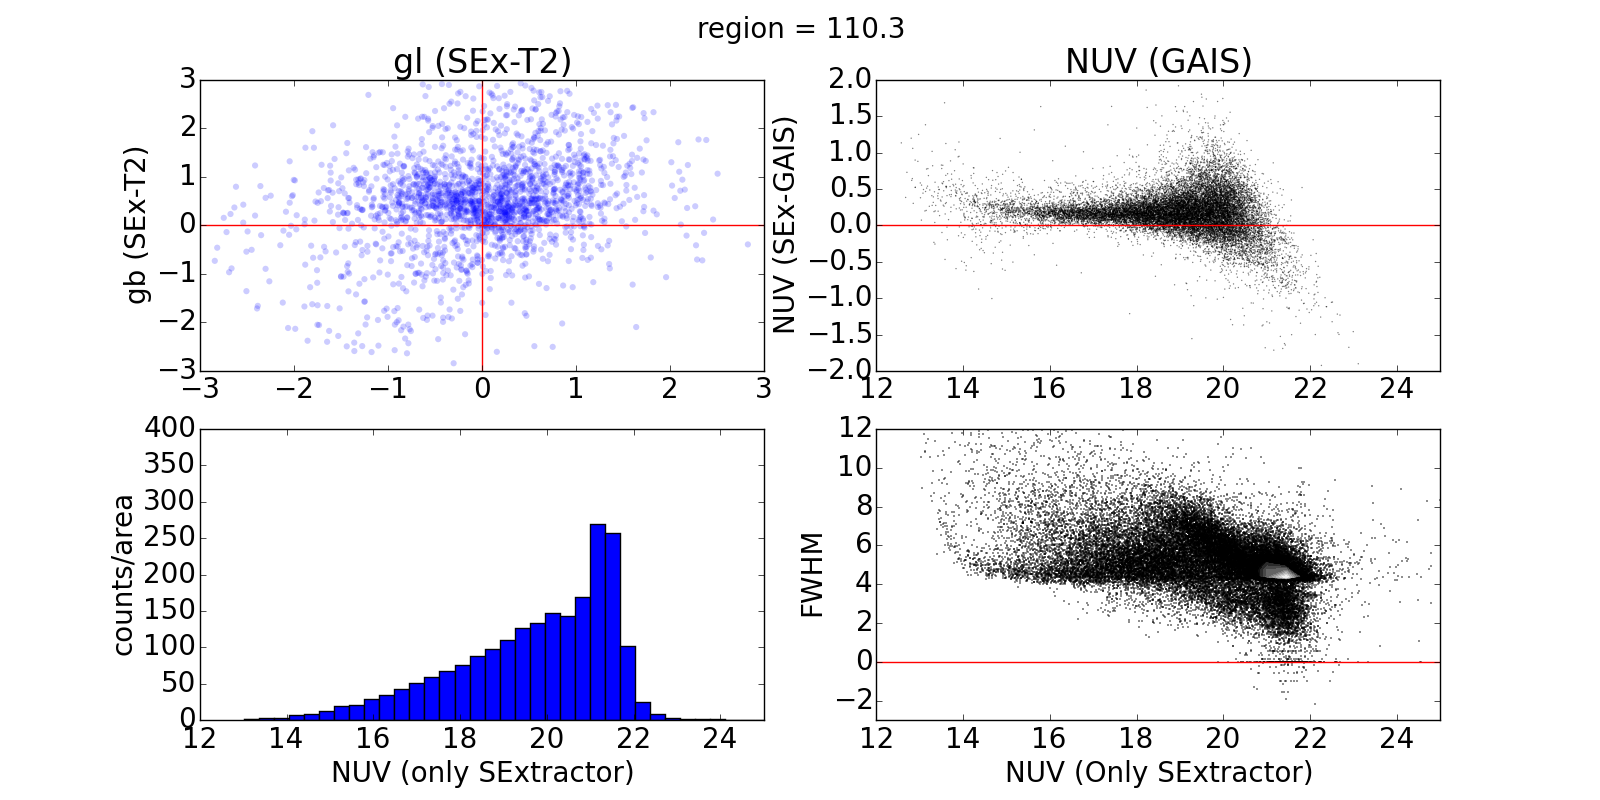 region = 110.3
gl (SEx-T2)
NUV (GAIS)
gb (SEx-T2)
3
2
1
0
−1
−2
−3
−3 −2 −1 0 1 2 3
NUV (SEx-GAIS)
2.0
1.5
1.0
0.5
0.0
−0.5
−1.0
−1.5
−2.0
12 14 16 18 20 22 24
counts/area
400
350
300
250
200
150
100
50
0
12 14 16 18 20 22 24
NUV (only SExtractor)
FWHM
12
10
8
6
4
2
0
−2
12 14 16 18 20 22 24
NUV (Only SExtractor)